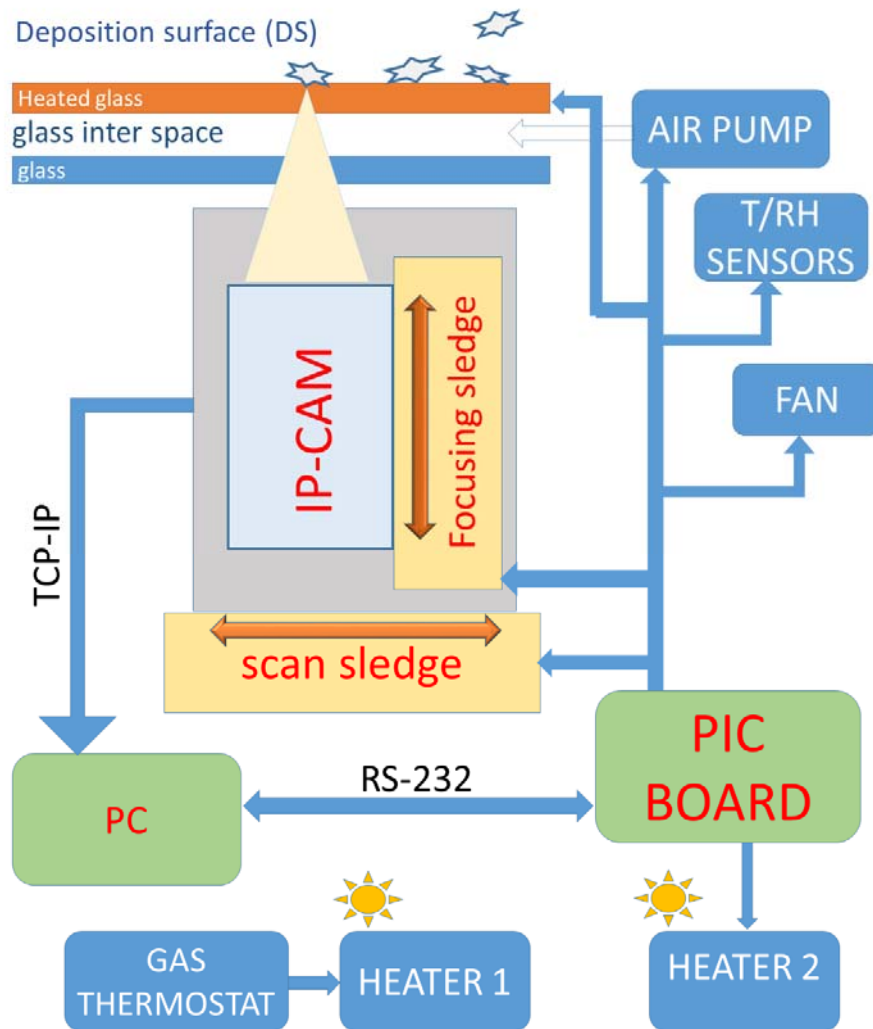 Deposition surface (DS)
Heated glass
glass inter space
glass
AIR PUMP
T/RH
SENSORS
FAN
IP-CAM
Focusing sledge
TCP-IP
scan sledge
PIC
BOARD
RS-232
PC
GAS
THERMOSTAT
HEATER 1
HEATER 2